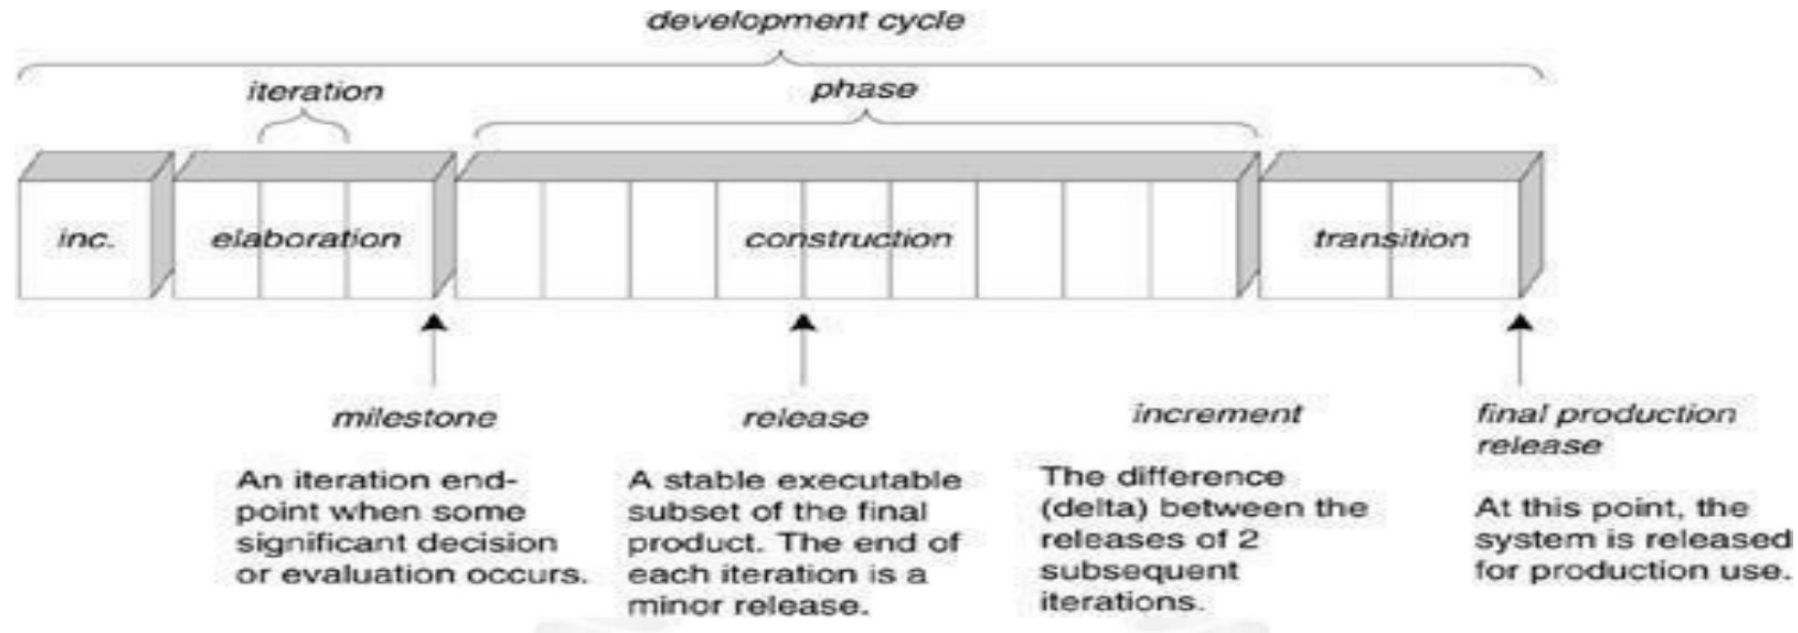 development cycle
iteration
phase
inc.
elaboration
construction
transition
milestone
An iteration end-
point when some
significant decision
or evaluation occurs.
release
A stable executable
subset of the final
product. The end of
each iteration is a
minor release.
increment
The difference
(delta) between the
releases of 2
subsequent
iterations.
final production
release
At this point, the
system is released
for production use.